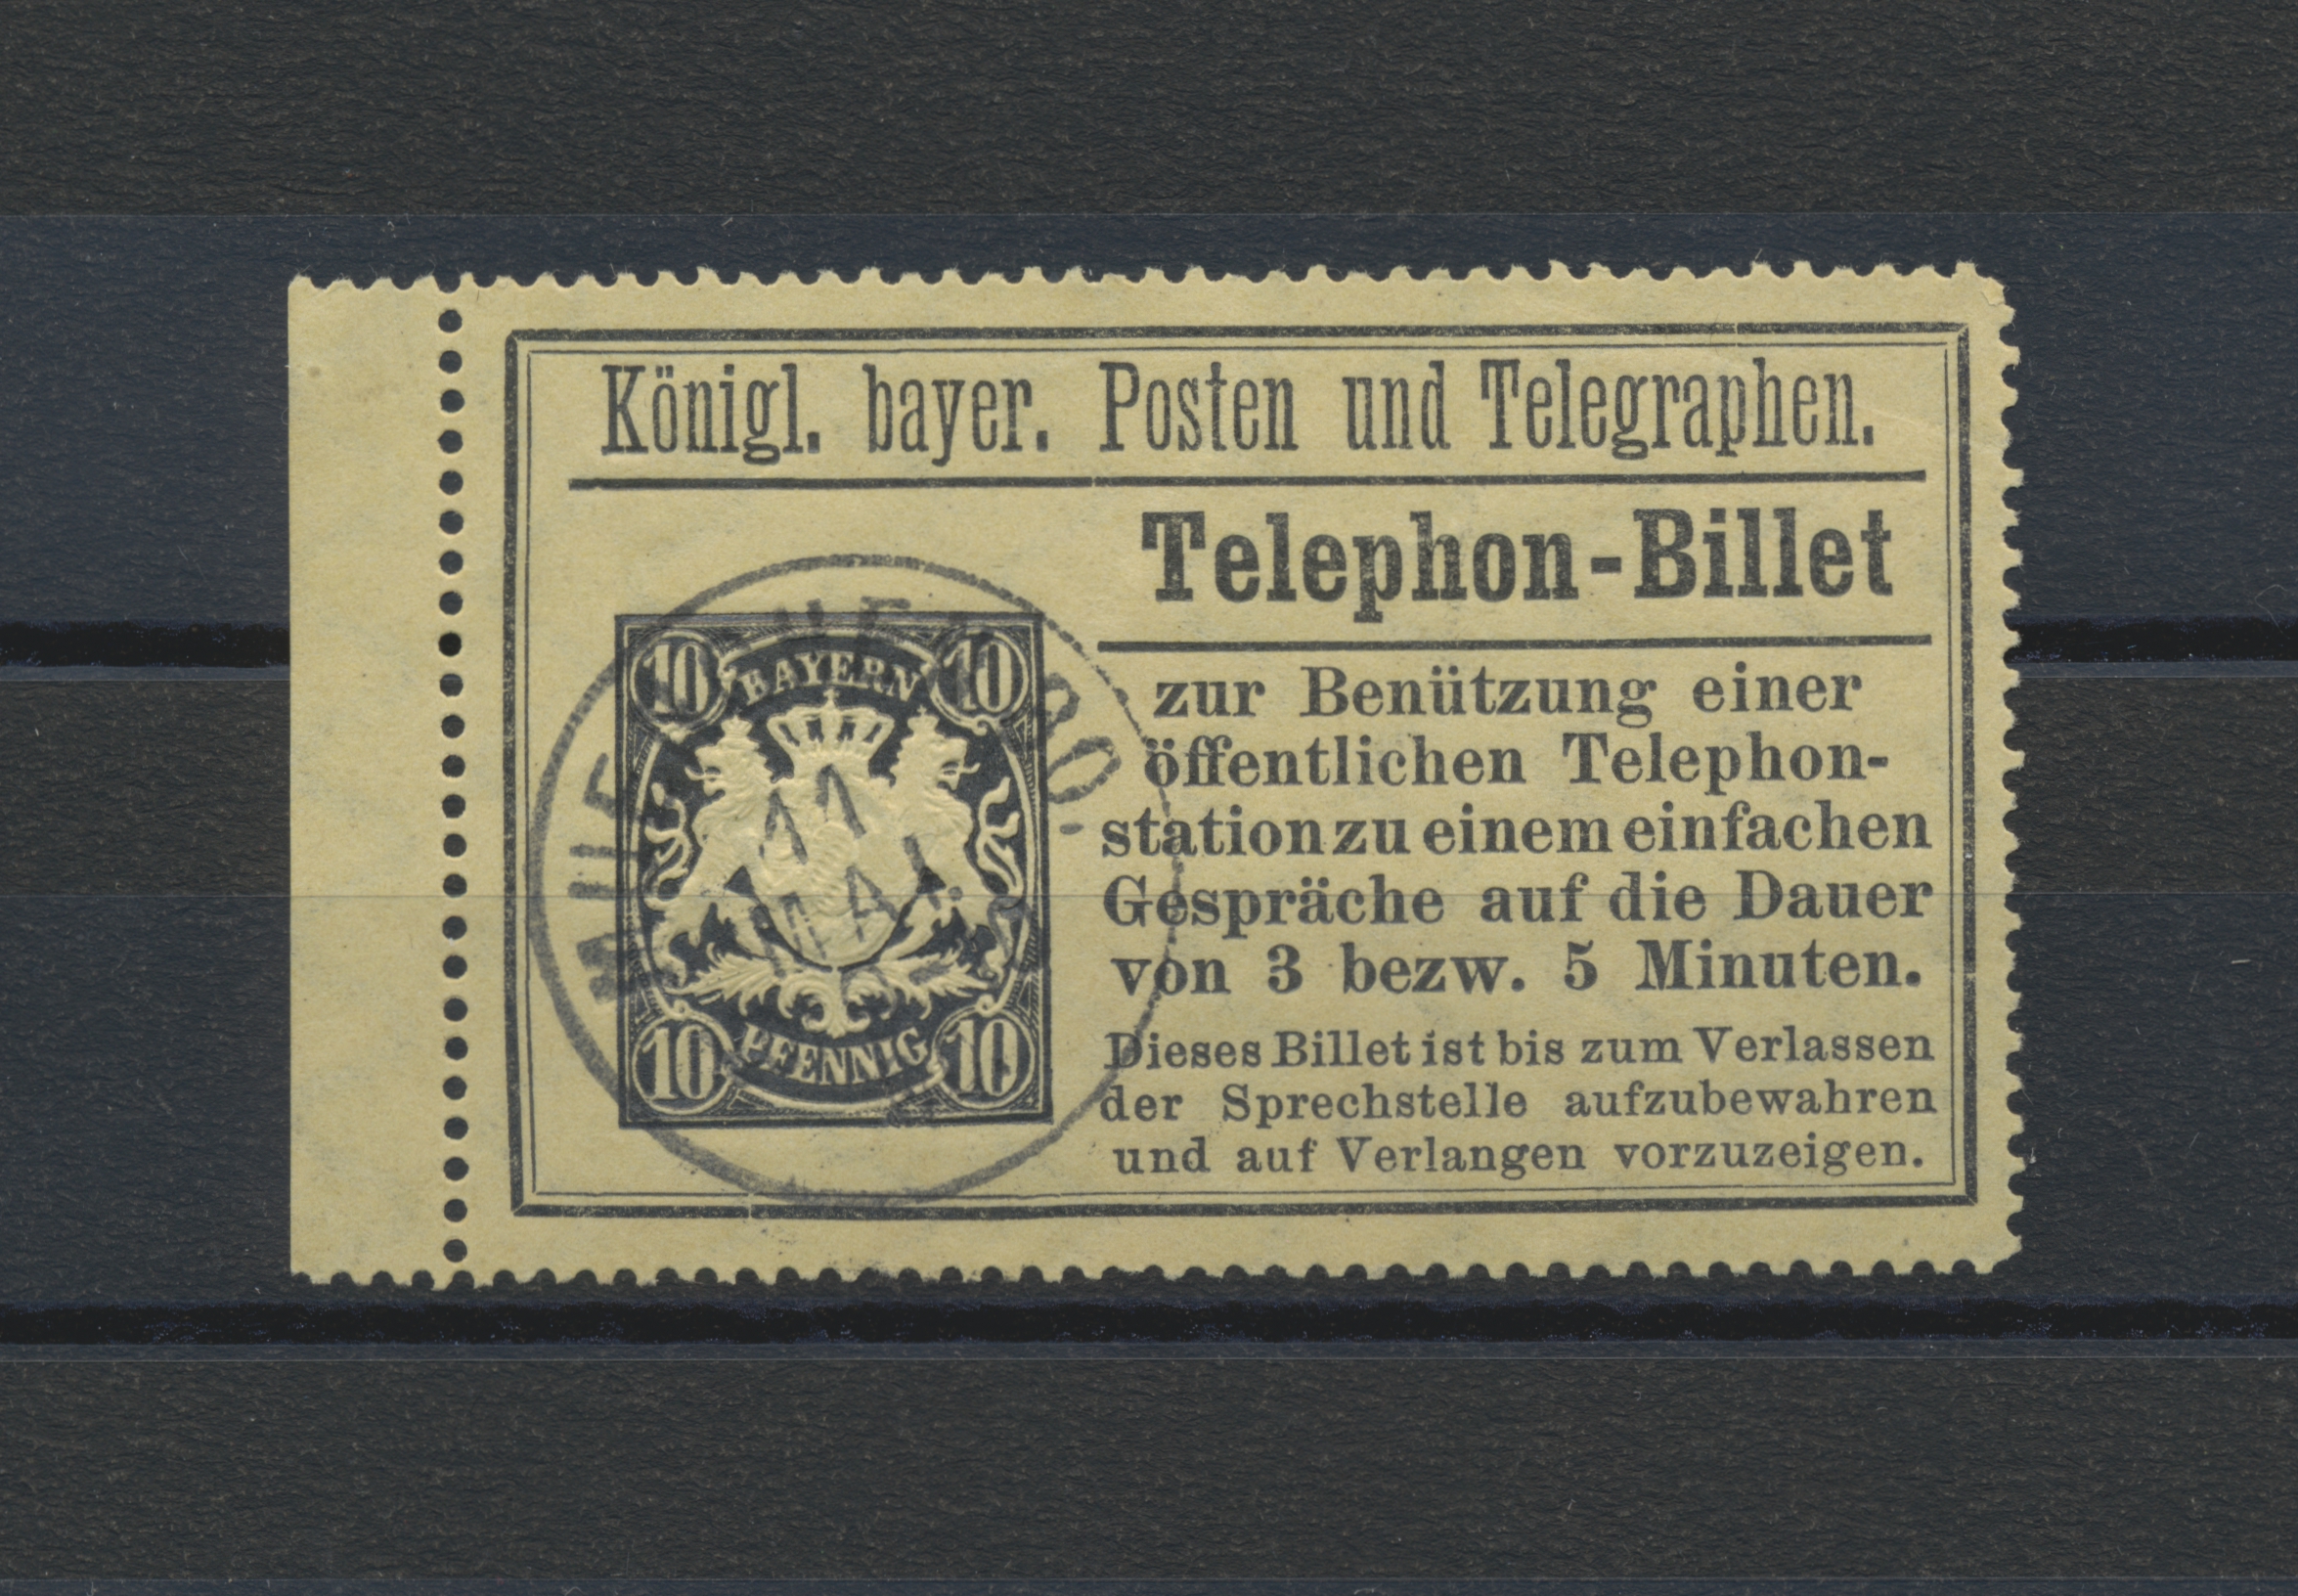 Königl. bayer. Posten und Telegraphen.
Telephon-Billet
10 BAYERN 10
10 PFENNIG 10
11
MAI
zur Benützung einer
öffentlichen Telephon-
station zu einem einfachen
Gespräche auf die Dauer
von 3 bezw. 5 Minuten.
Dieses Billet ist bis zum Verlassen
der Sprechstelle aufzubewahren
und auf Verlangen vorzuzeigen.